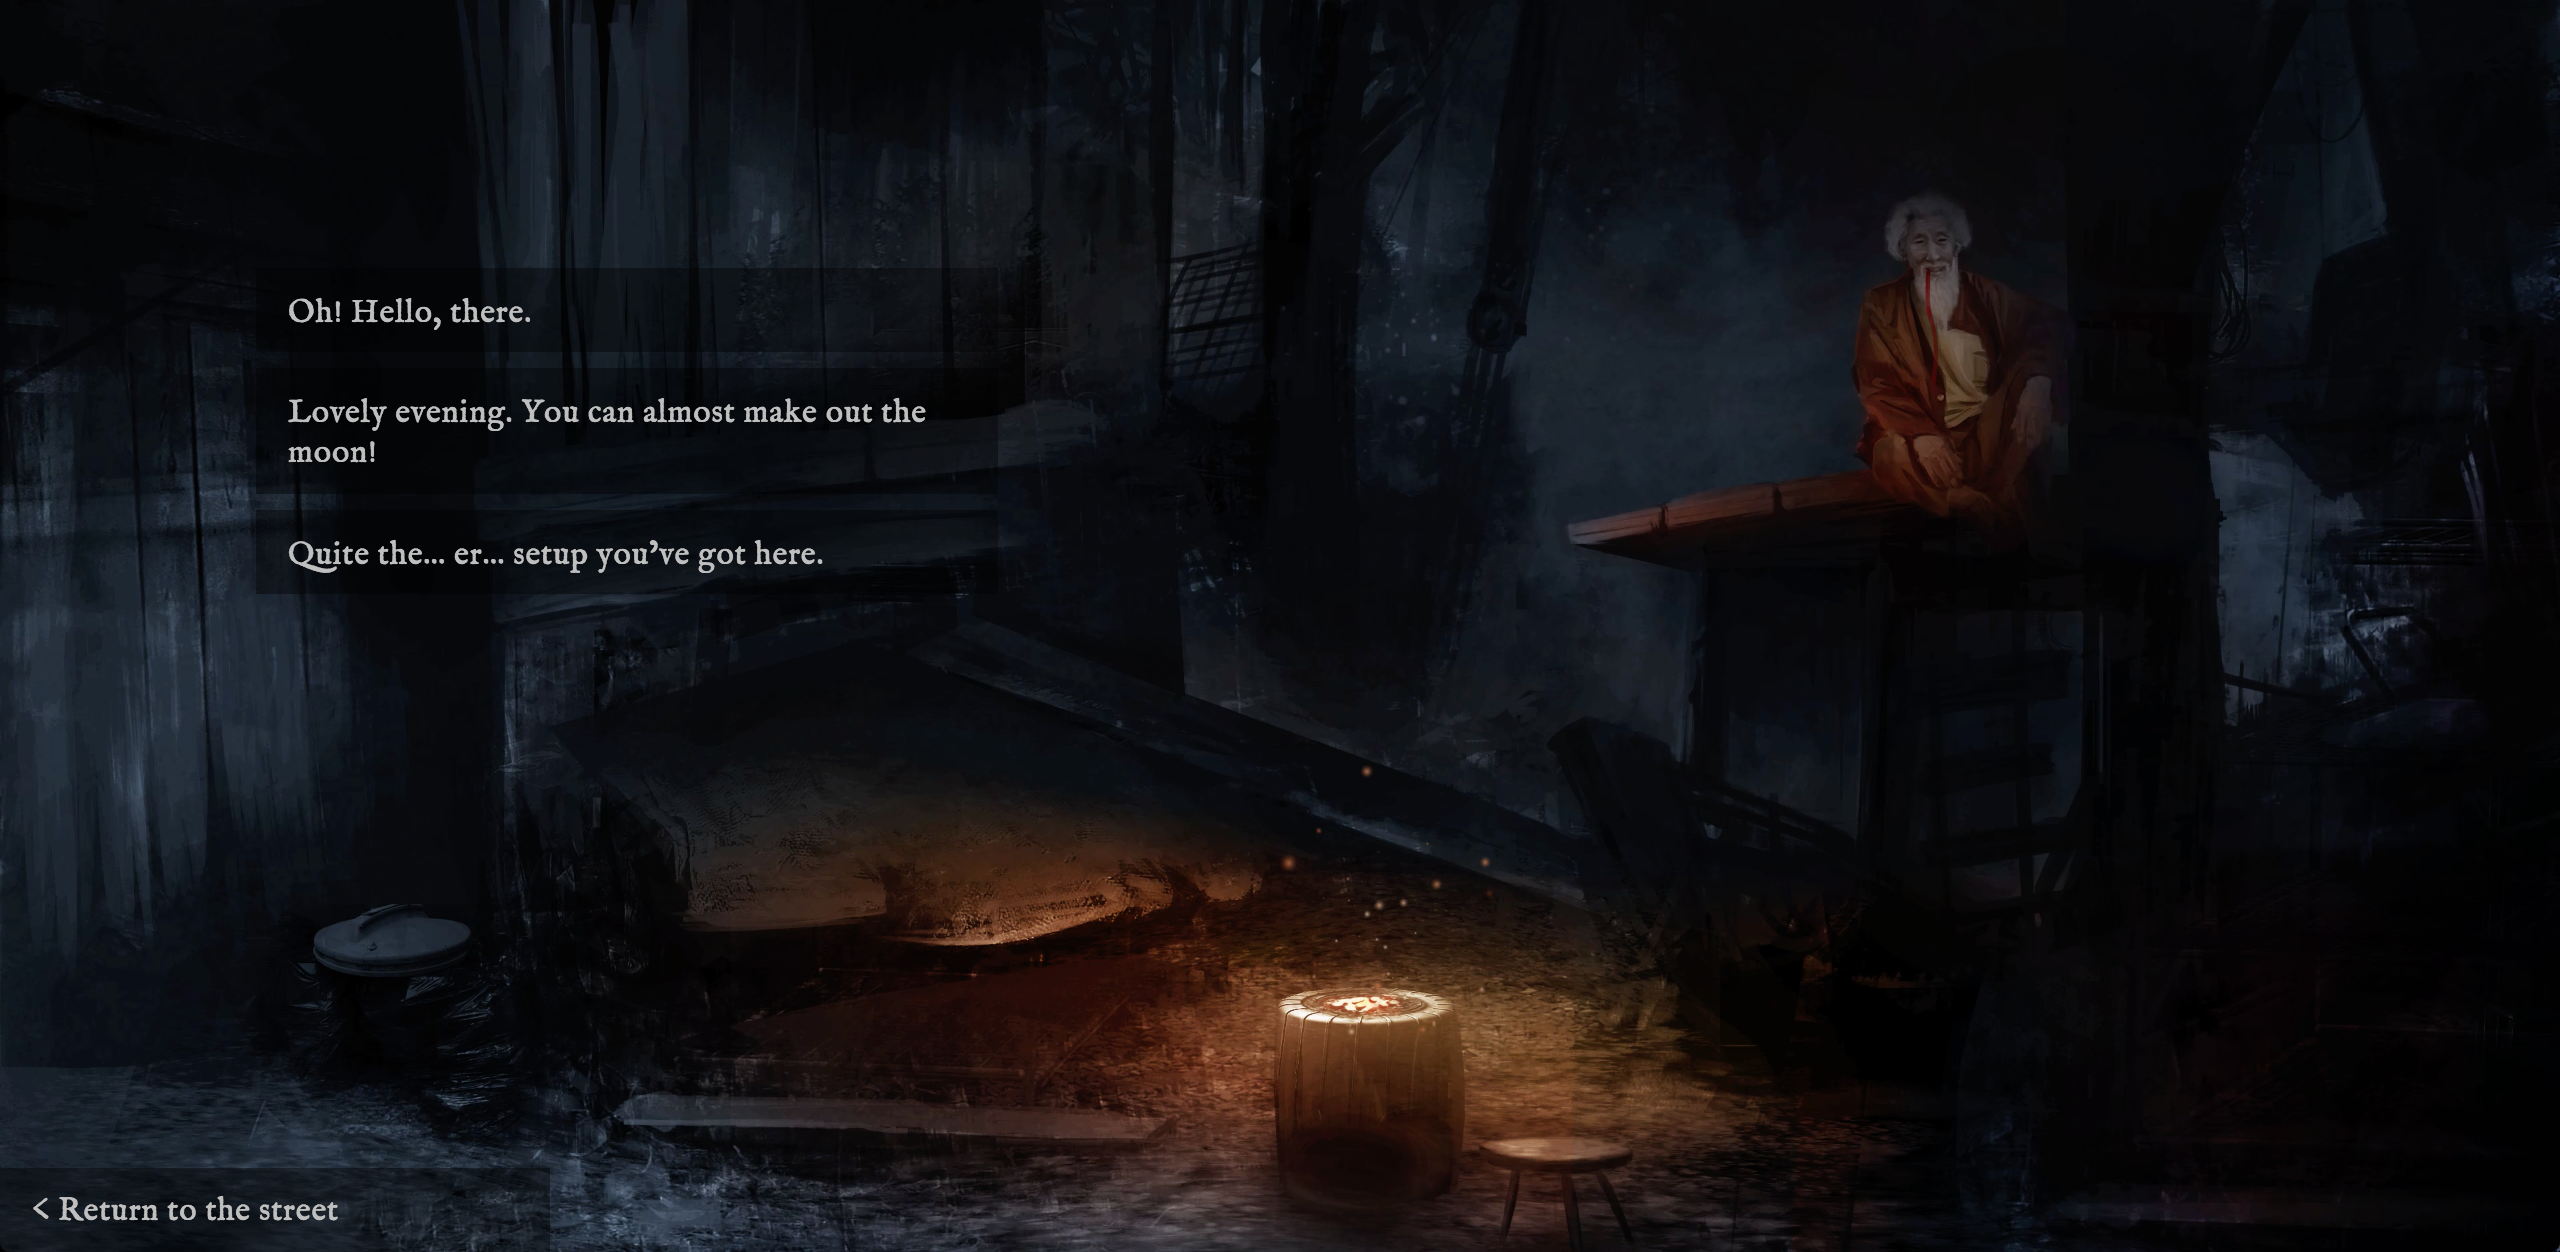 Oh! Hello, there.
Lovely evening. You can almost make out the
moon!
Quite the... er... setup you've got here.
< Return to the street